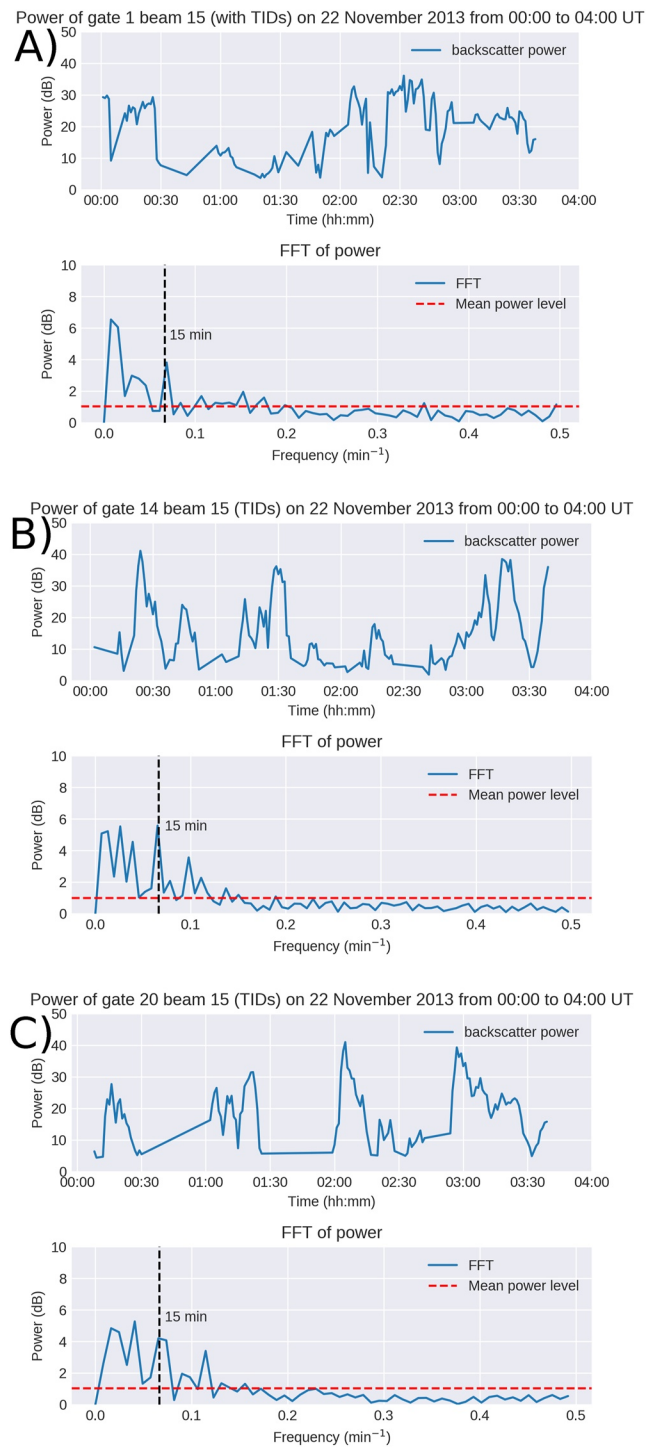 Power of gate 1 beam 15 (with TIDs) on 22 November 2013 from 00:00 to 04:00 UT
A)
50
40
30
20
10
0
Power (dB)
backscatter power
00:00 00:30 01:00 01:30 02:00 02:30 03:00 03:30 04:00
Time (hh:mm)
FFT of power
10
8
6
4
2
0
Power (dB)
FFT
Mean power level
15 min
0.0 0.1 0.2 0.3 0.4 0.5
Frequency (min⁻¹)
Power of gate 14 beam 15 (TIDs) on 22 November 2013 from 00:00 to 04:00 UT
B)
50
40
30
20
10
0
Power (dB)
backscatter power
00:00 00:30 01:00 01:30 02:00 02:30 03:00 03:30 04:00
Time (hh:mm)
FFT of power
10
8
6
4
2
0
Power (dB)
FFT
Mean power level
15 min
0.0 0.1 0.2 0.3 0.4 0.5
Frequency (min⁻¹)
Power of gate 20 beam 15 (TIDs) on 22 November 2013 from 00:00 to 04:00 UT
C)
50
40
30
20
10
0
Power (dB)
backscatter power
00:00 00:30 01:00 01:30 02:00 02:30 03:00 03:30 04:00
Time (hh:mm)
FFT of power
10
8
6
4
2
0
Power (dB)
FFT
Mean power level
15 min
0.0 0.1 0.2 0.3 0.4 0.5
Frequency (min⁻¹)